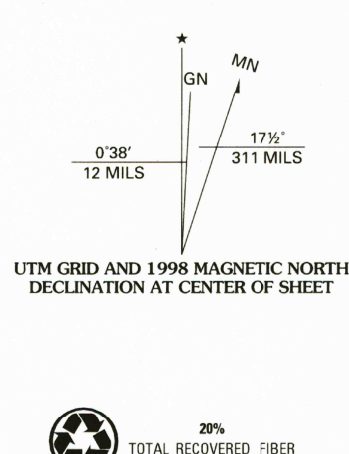 ★
MN
GN
0°38′
12 MILS
17½°
311 MILS
UTM GRID AND 1998 MAGNETIC NORTH
DECLINATION AT CENTER OF SHEET
20%
TOTAL RECOVERED FIBER